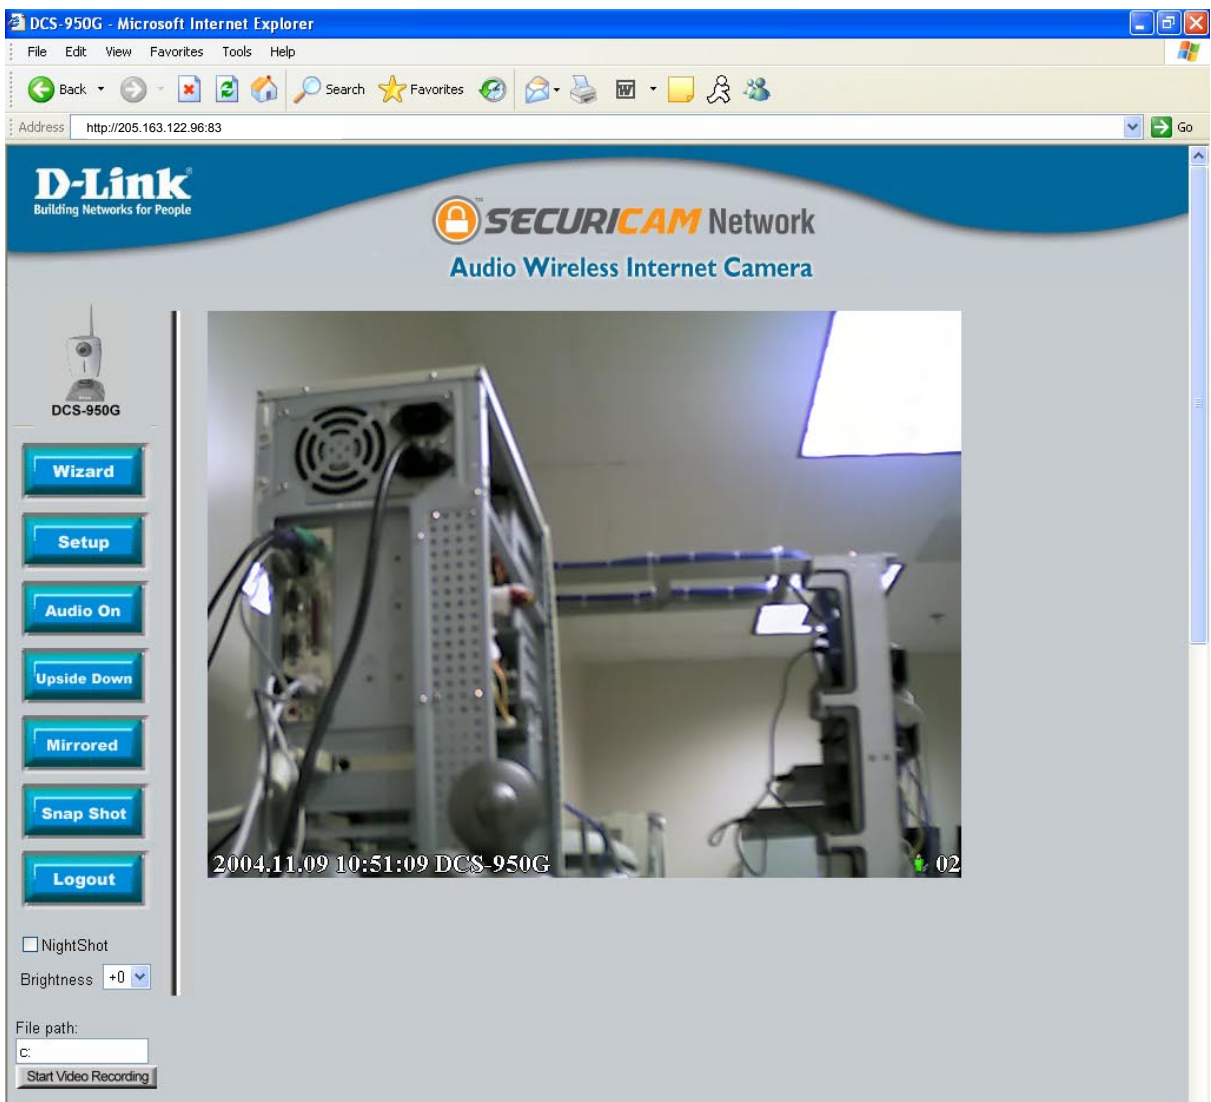 DCS-950G - Microsoft Internet Explorer
File Edit View Favorites Tools Help
Back Search Favorites
Address http://205.163.122.96:83 Go
D-Link®
Building Networks for People
SECURICAM™ Network
Audio Wireless Internet Camera
DCS-950G
Wizard
Setup
Audio On
Upside Down
Mirrored
Snap Shot
Logout
2004.11.09 10:51:09 DCS-950G 02
NightShot
Brightness +0
File path:
c:
Start Video Recording